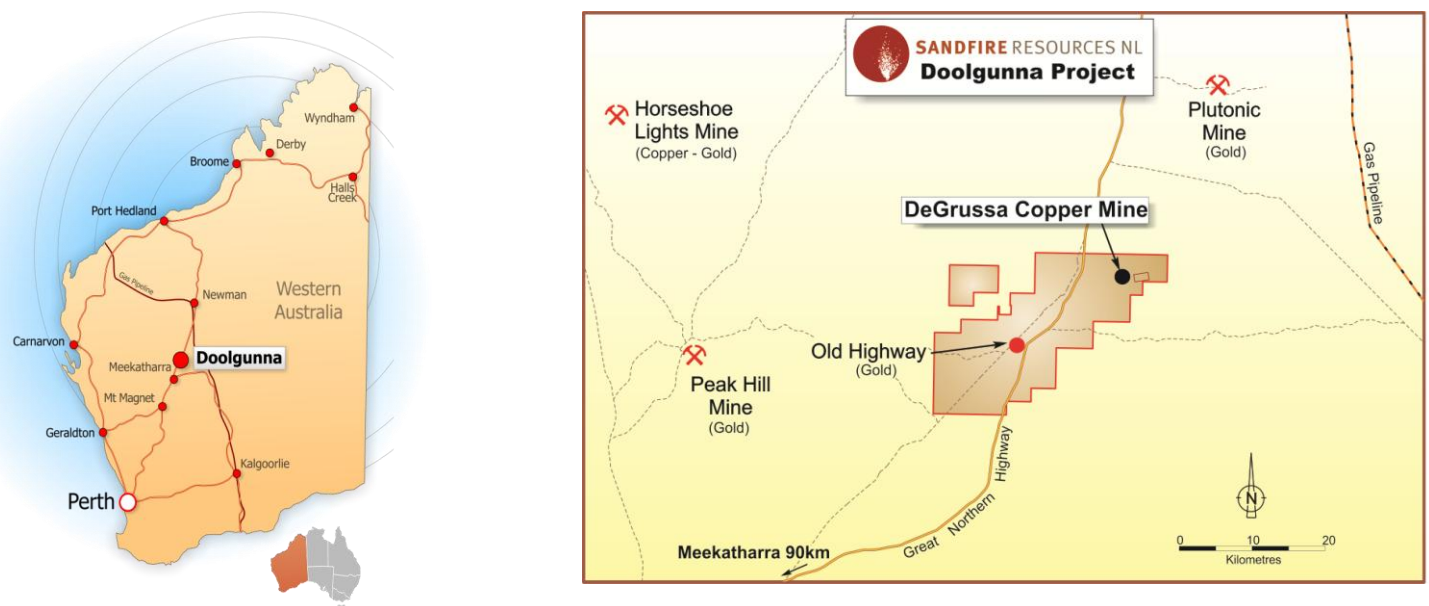 Wyndham
Derby
Broome
Halls
Creek
Port Hedland
Gas Pipeline
Newman
Western
Australia
Carnarvon
Doolgunna
Meekatharra
Mt Magnet
Geraldton
Kalgoorlie
Perth
SANDFIRE RESOURCES NL
Doolgunna Project
Horseshoe
Lights Mine
(Copper - Gold)
Plutonic
Mine
(Gold)
Gas Pipeline
DeGrussa Copper Mine
Old Highway
(Gold)
Peak Hill
Mine
(Gold)
Great Northern Highway
N
Meekatharra 90km
0 10 20
Kilometres